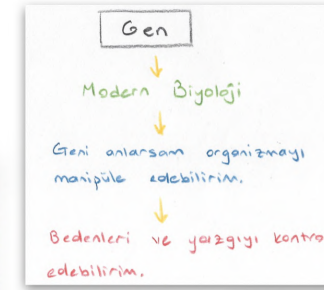 Gen
Modern Biyoloji
Geni anlarsam organizmayı
manipüle edebilirim.
Bedenleri ve yazgıyı kontro
edebilirim.